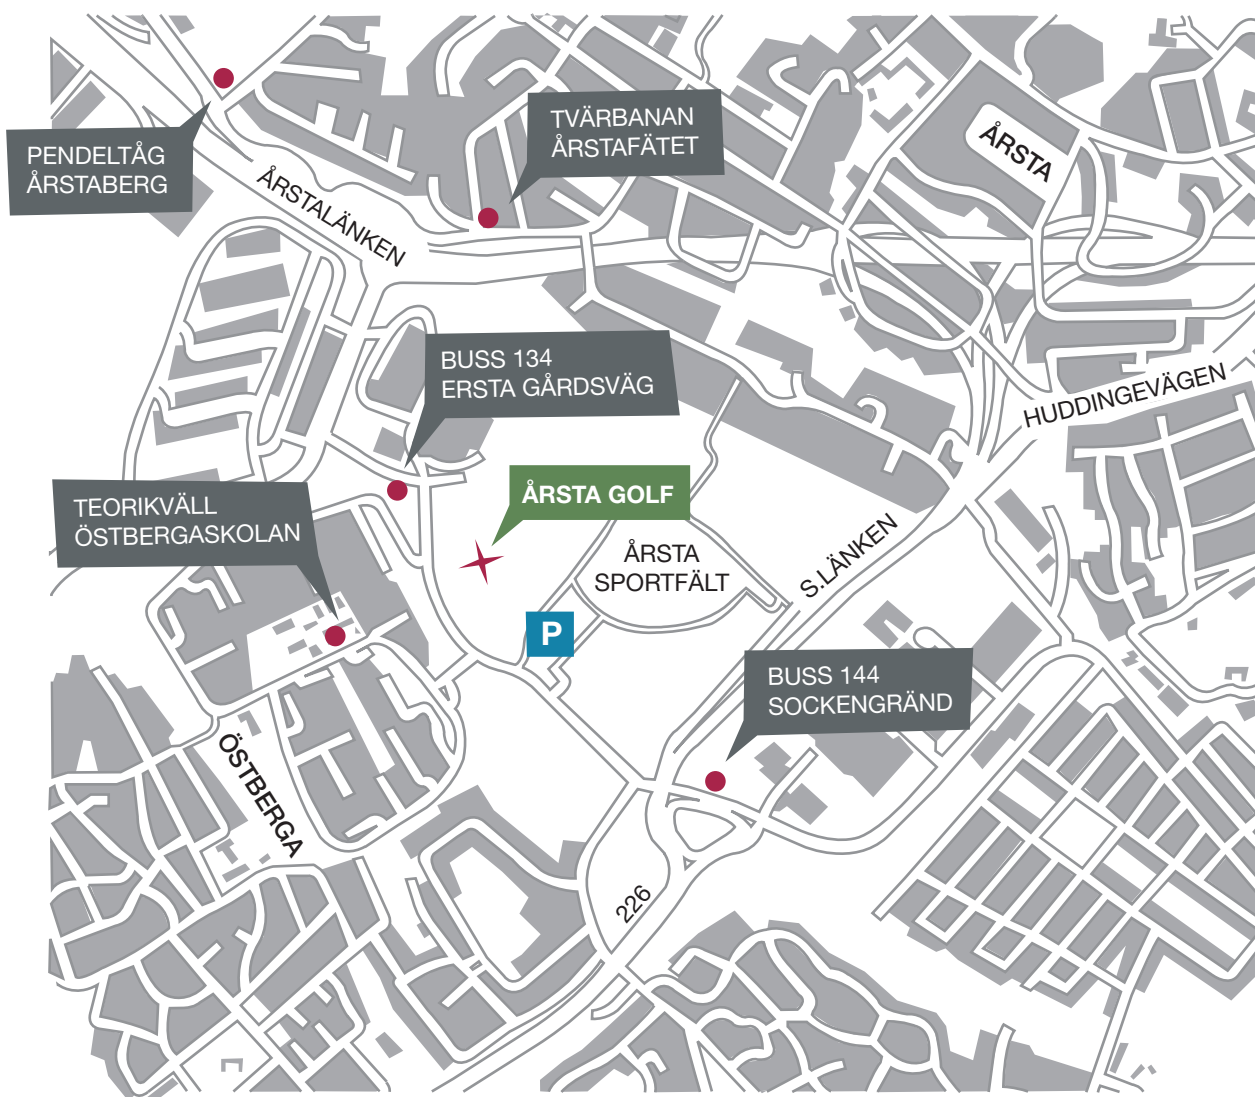 TVÄRBANAN
ÅRSTAFÄTET
ÅRSTA
PENDELTÅG
ÅRSTABERG
ÅRSTALÄNKEN
BUSS 134
ERSTA GÅRDSVÄG
HUDDINGEVÄGEN
TEORIKVÄLL
ÖSTBERGASKOLAN
ÅRSTA GOLF
ÅRSTA
SPORTFÄLT
S.LÄNKEN
P
BUSS 144
SOCKENGRÄND
ÖSTBERGA
226